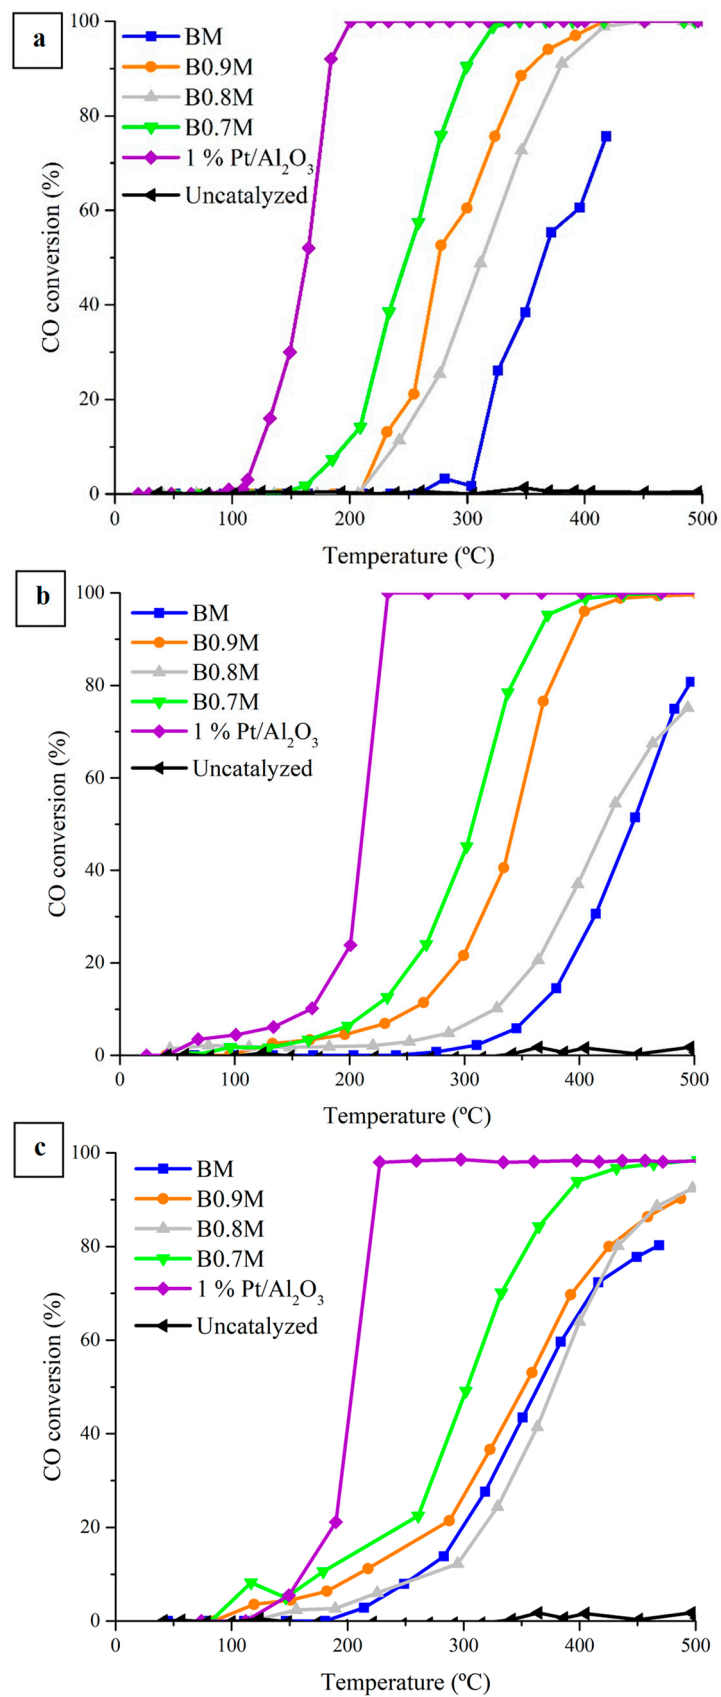 a
100
80
60
40
20
0
CO conversion (%)
BM
B0.9M
B0.8M
B0.7M
1 % Pt/Al₂O₃
Uncatalyzed
0 100 200 300 400 500
Temperature (ºC)
b
100
80
60
40
20
0
CO conversion (%)
BM
B0.9M
B0.8M
B0.7M
1 % Pt/Al₂O₃
Uncatalyzed
0 100 200 300 400 500
Temperature (ºC)
c
100
80
60
40
20
0
CO conversion (%)
BM
B0.9M
B0.8M
B0.7M
1 % Pt/Al₂O₃
Uncatalyzed
0 100 200 300 400 500
Temperature (ºC)